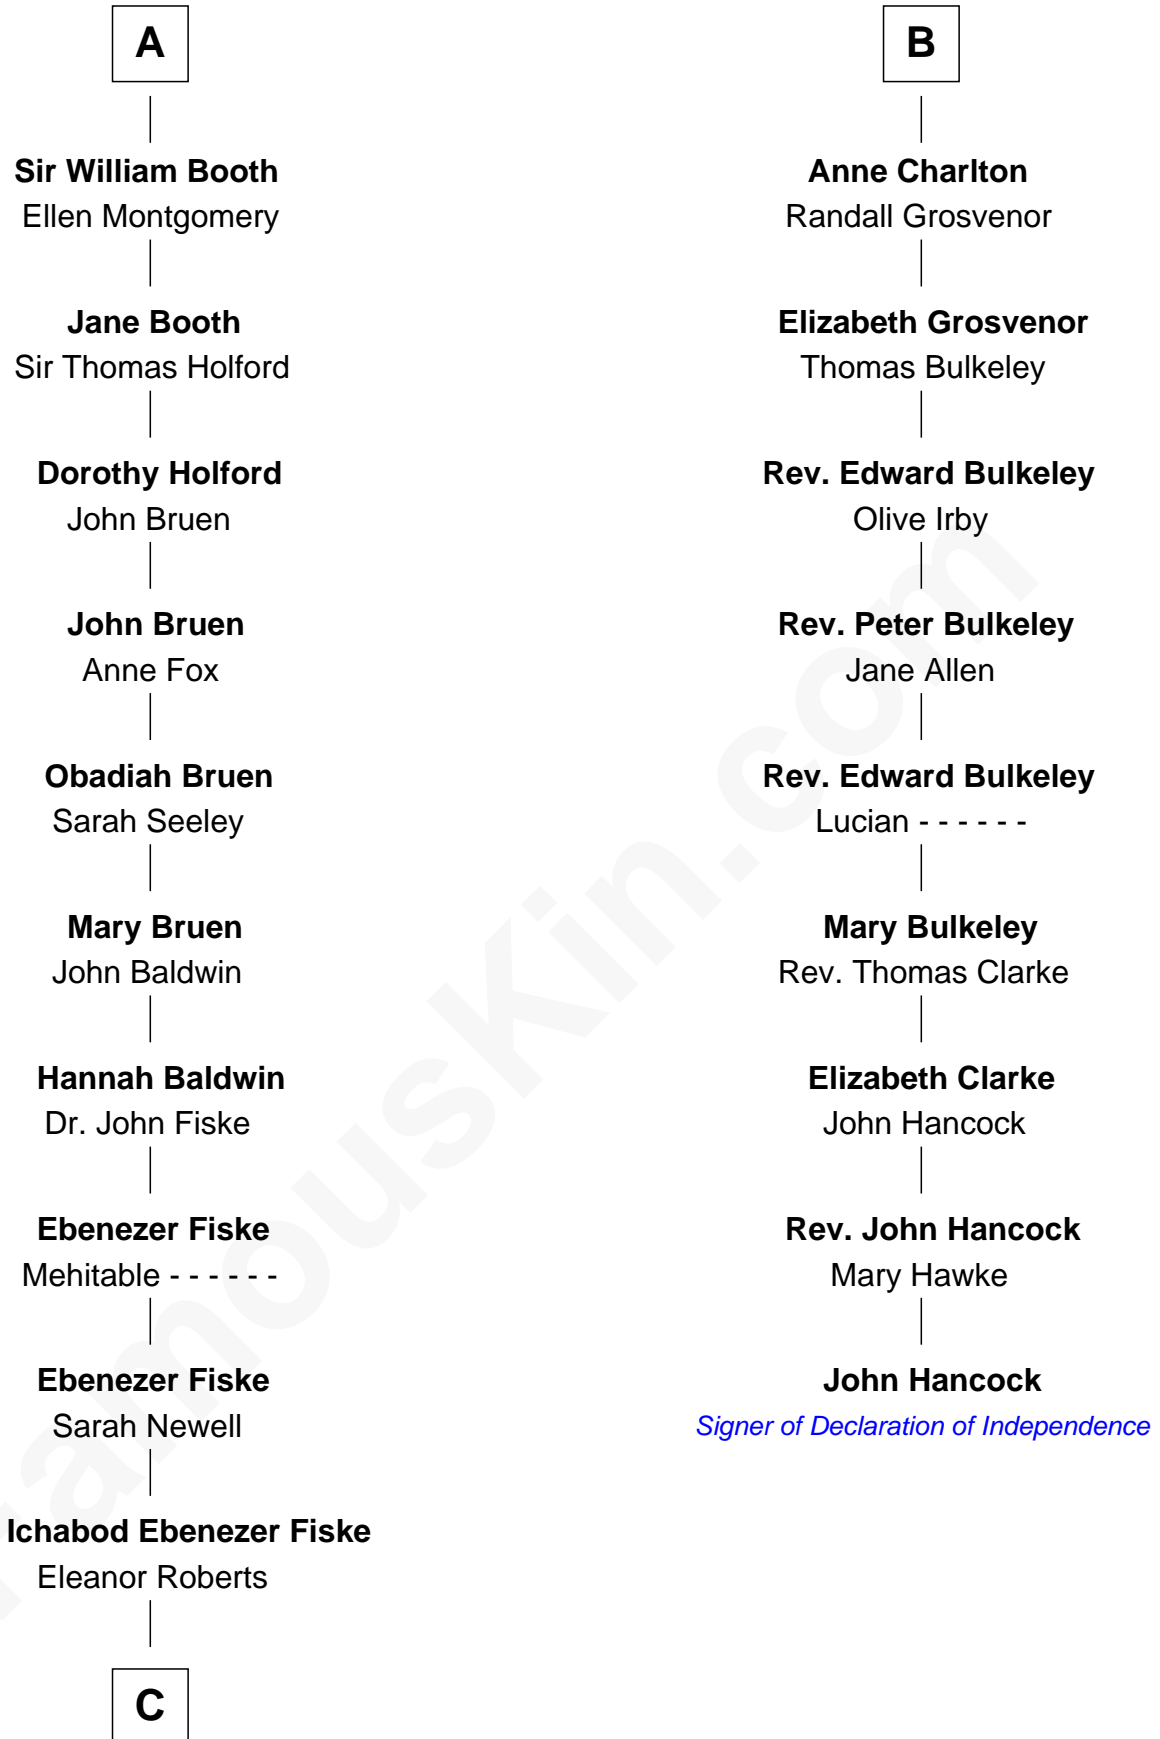 A
Sir William Booth
Ellen Montgomery
Jane Booth
Sir Thomas Holford
Dorothy Holford
John Bruen
John Bruen
Anne Fox
Obadiah Bruen
Sarah Seeley
Mary Bruen
John Baldwin
Hannah Baldwin
Dr. John Fiske
Ebenezer Fiske
Mehitable - - - - - -
Ebenezer Fiske
Sarah Newell
Ichabod Ebenezer Fiske
Eleanor Roberts
C
B
Anne Charlton
Randall Grosvenor
Elizabeth Grosvenor
Thomas Bulkeley
Rev. Edward Bulkeley
Olive Irby
Rev. Peter Bulkeley
Jane Allen
Rev. Edward Bulkeley
Lucian - - - - - -
Mary Bulkeley
Rev. Thomas Clarke
Elizabeth Clarke
John Hancock
Rev. John Hancock
Mary Hawke
John Hancock
Signer of Declaration of Independence
FamousKin.com